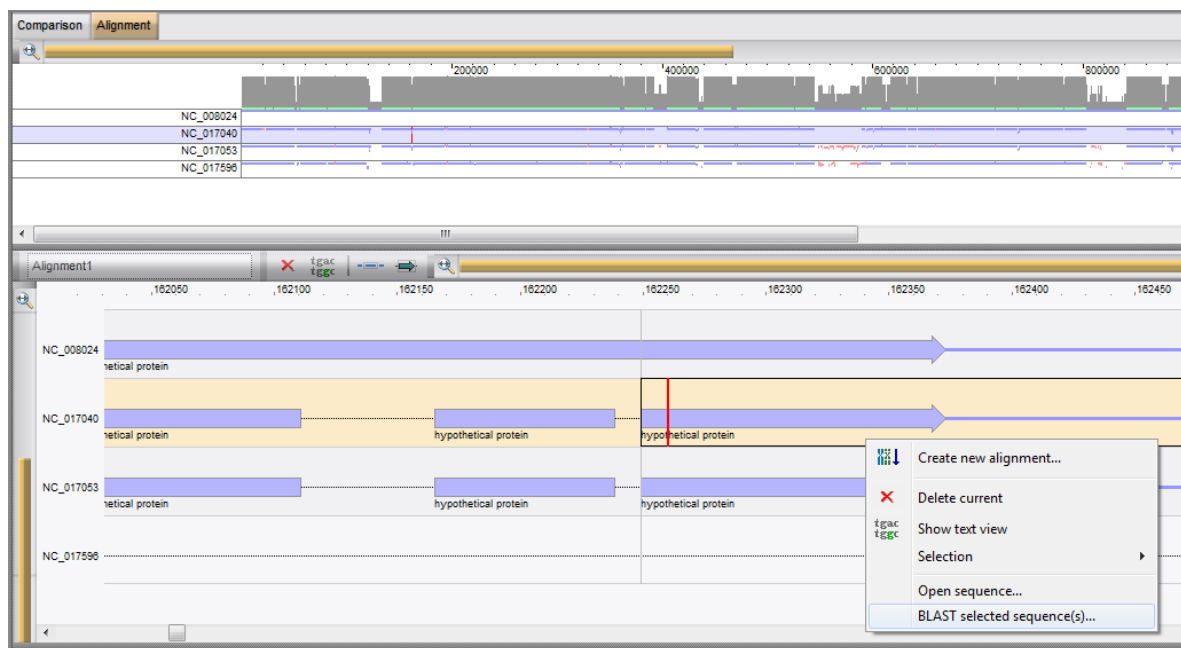 Comparison Alignment
200000 400000 600000 800000
NC_008024
NC_017040
NC_017053
NC_017596
Alignment1 tgac
tggc
162050 162100 162150 162200 162250 162300 162350 162400 162450
NC_008024
hetical protein
NC_017040
hetical protein hypothetical protein hypothetical protein
Create new alignment...
NC_017053
hetical protein hypothetical protein hypothetical protein
Delete current
tgac
tggc Show text view
NC_017596
Selection
Open sequence...
BLAST selected sequence(s)...